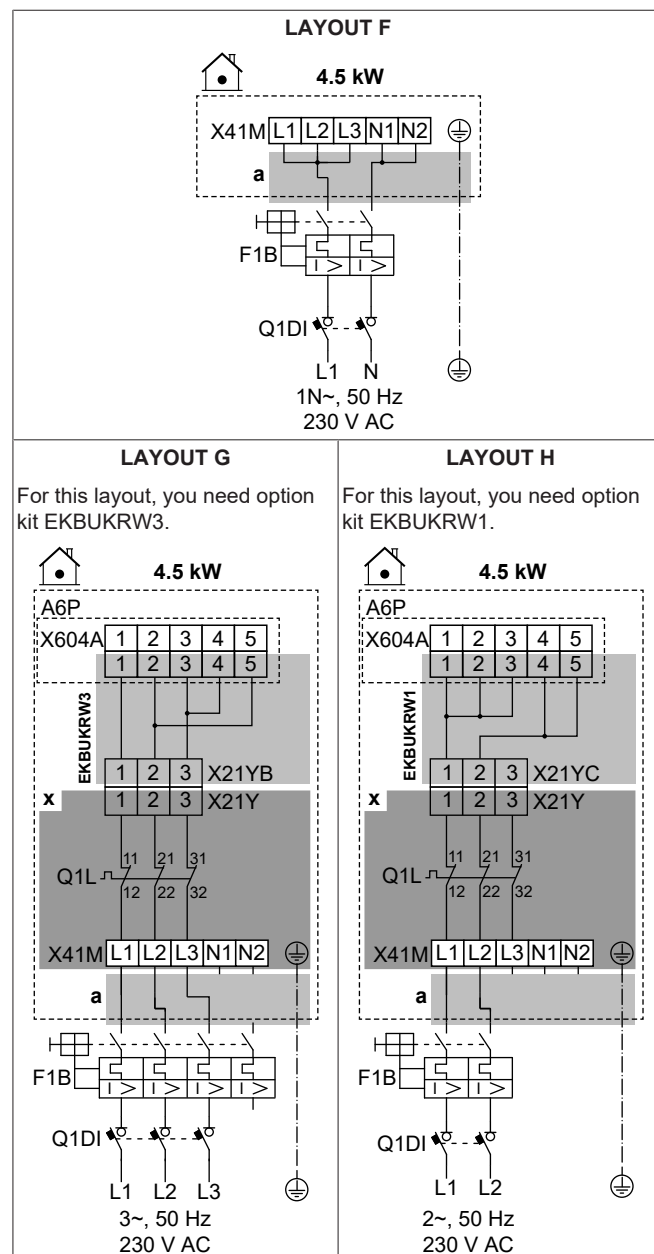 LAYOUT F
4.5 kW
X41M L1 L2 L3 N1 N2
a
F1B
I > I >
Q1DI
L1 N
1N~, 50 Hz
230 V AC
LAYOUT G
For this layout, you need option
kit EKBUKRW3.
4.5 kW
A6P
X604A 1 2 3 4 5
1 2 3 4 5
EKBUKRW3
1 2 3 X21YB
x 1 2 3 X21Y
11 21 31
Q1L
12 22 32
X41M L1 L2 L3 N1 N2
a
F1B
I > I > I > I >
Q1DI
L1 L2 L3
3~, 50 Hz
230 V AC
LAYOUT H
For this layout, you need option
kit EKBUKRW1.
4.5 kW
A6P
X604A 1 2 3 4 5
1 2 3 4 5
EKBUKRW1
1 2 3 X21YC
x 1 2 3 X21Y
11 21 31
Q1L
12 22 32
X41M L1 L2 L3 N1 N2
a
F1B
I > I >
Q1DI
L1 L2
2~, 50 Hz
230 V AC